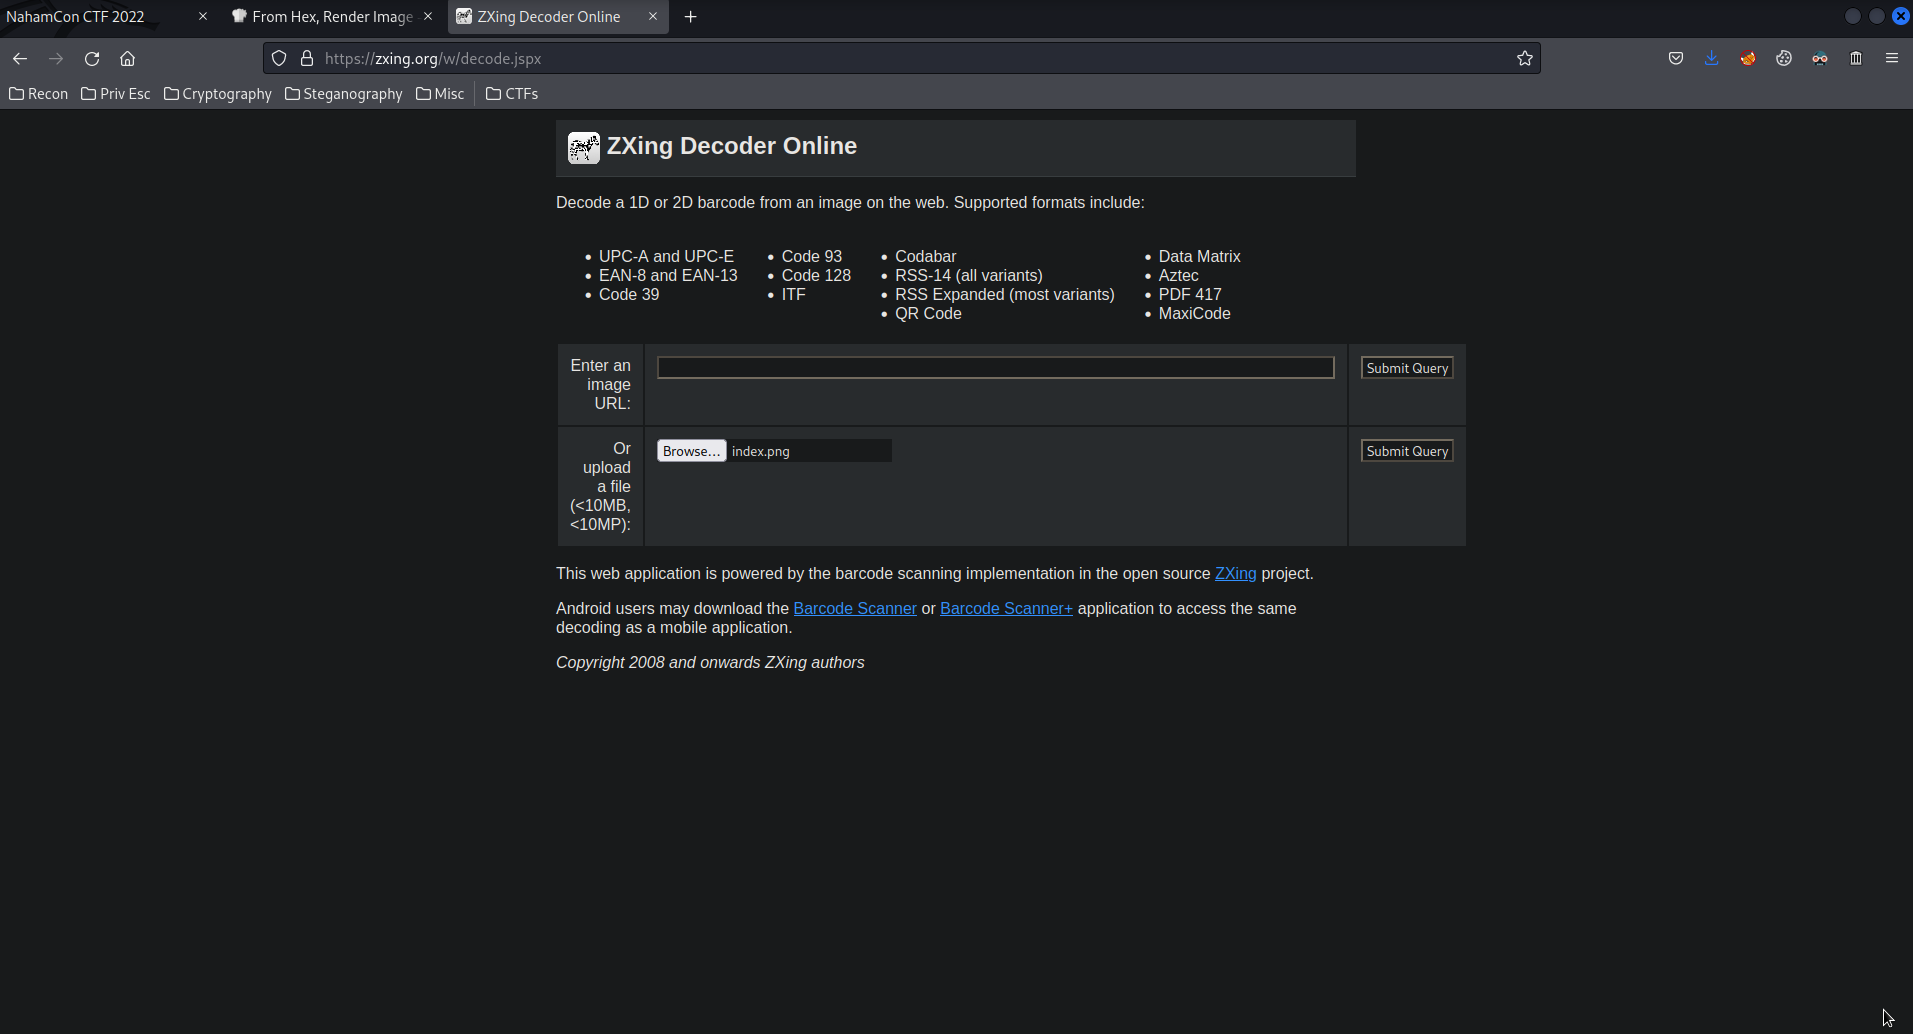 NahamCon CTF 2022
From Hex, Render Image
ZXing Decoder Online
https://zxing.org/w/decode.jspx
Recon
Priv Esc
Cryptography
Steganography
Misc
CTFs
ZXing Decoder Online
Decode a 1D or 2D barcode from an image on the web. Supported formats include:
UPC-A and UPC-E
EAN-8 and EAN-13
Code 39
Code 93
Code 128
ITF
Codabar
RSS-14 (all variants)
RSS Expanded (most variants)
QR Code
Data Matrix
Aztec
PDF 417
MaxiCode
Enter an
image
URL:
Submit Query
Or
upload
a file
(<10MB,
<10MP):
Browse... index.png
Submit Query
This web application is powered by the barcode scanning implementation in the open source ZXing project.
Android users may download the Barcode Scanner or Barcode Scanner+ application to access the same
decoding as a mobile application.
Copyright 2008 and onwards ZXing authors